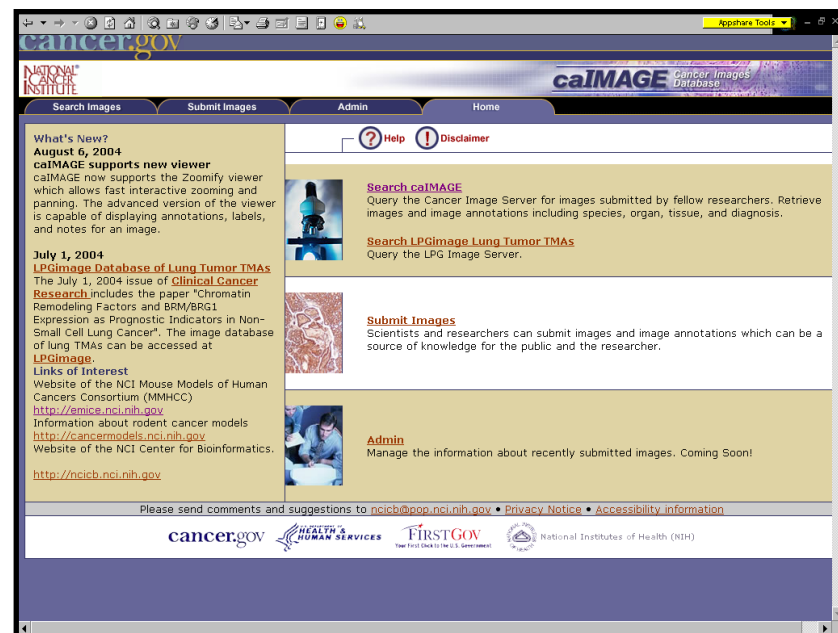 Appshare Tools
cancer.gov
NATIONAL
CANCER
INSTITUTE
caIMAGE Cancer Images
Database
Search Images Submit Images Admin Home
What's New?
August 6, 2004
caIMAGE supports new viewer
caIMAGE now supports the Zoomify viewer
which allows fast interactive zooming and
panning. The advanced version of the viewer
is capable of displaying annotations, labels,
and notes for an image.
July 1, 2004
LPGimage Database of Lung Tumor TMAs
The July 1, 2004 issue of Clinical Cancer
Research includes the paper "Chromatin
Remodeling Factors and BRM/BRG1
Expression as Prognostic Indicators in Non-
Small Cell Lung Cancer". The image database
of lung TMAs can be accessed at
LPGimage.
Links of Interest
Website of the NCI Mouse Models of Human
Cancers Consortium (MMHCC)
http://emice.nci.nih.gov
Information about rodent cancer models
http://cancermodels.nci.nih.gov
Website of the NCI Center for Bioinformatics.
http://ncicb.nci.nih.gov
Help Disclaimer
Search caIMAGE
Query the Cancer Image Server for images submitted by fellow researchers. Retrieve
images and image annotations including species, organ, tissue, and diagnosis.
Search LPGimage Lung Tumor TMAs
Query the LPG Image Server.
Submit Images
Scientists and researchers can submit images and image annotations which can be a
source of knowledge for the public and the researcher.
Admin
Manage the information about recently submitted images. Coming Soon!
Please send comments and suggestions to ncicb@pop.nci.nih.gov • Privacy Notice • Accessibility information
cancer.gov
HEALTH &
HUMAN SERVICES
FIRSTGOV
Your First Click to the U.S. Government
National Institutes of Health (NIH)